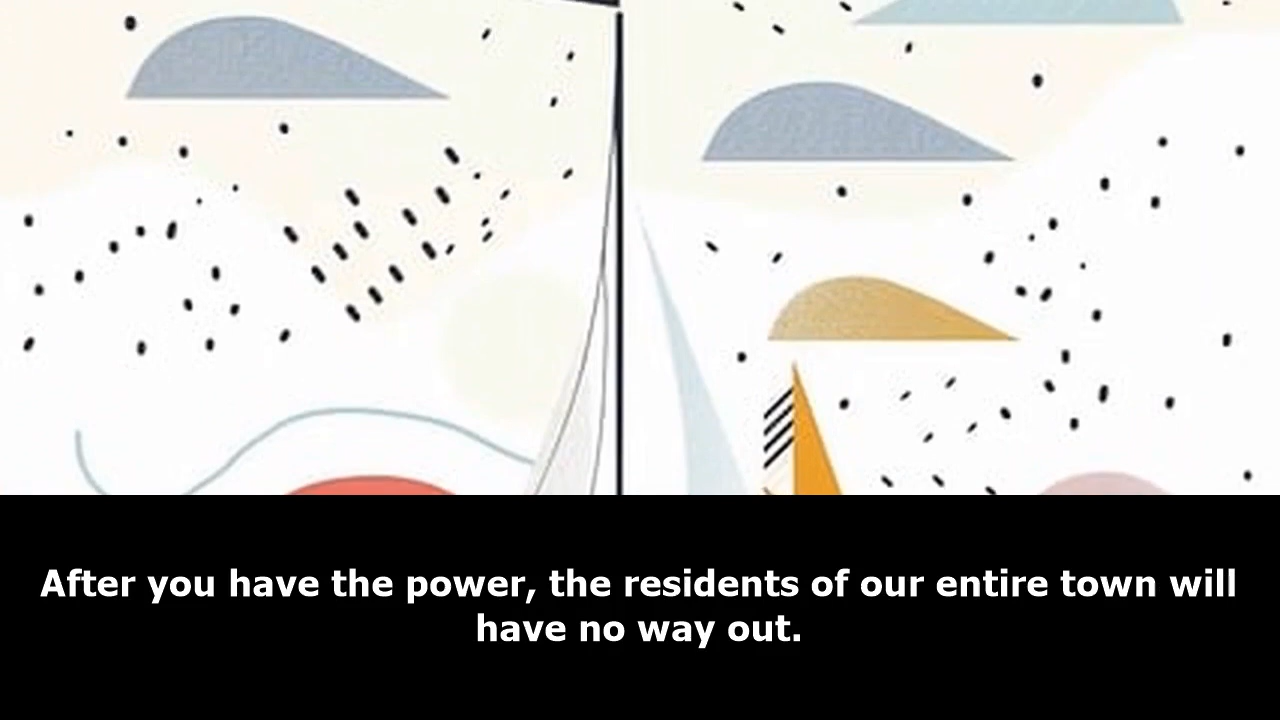 After you have the power, the residents of our entire town will
have no way out.